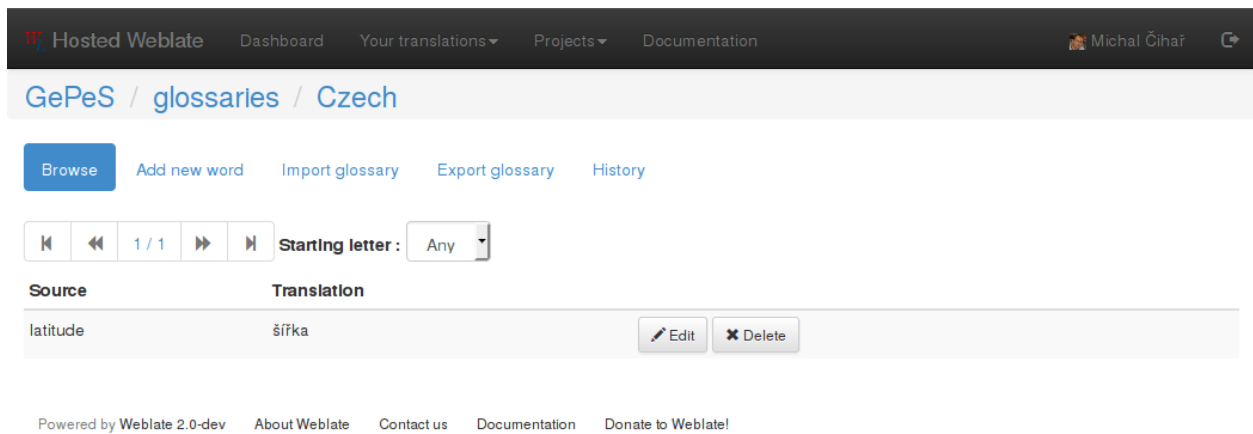 Hosted Weblate Dashboard Your translations Projects Documentation Michal Čihař
GePeS / glossaries / Czech
Browse Add new word Import glossary Export glossary History
1 / 1 Starting letter : Any
Source Translation
latitude šířka Edit Delete
Powered by Weblate 2.0-dev About Weblate Contact us Documentation Donate to Weblate!